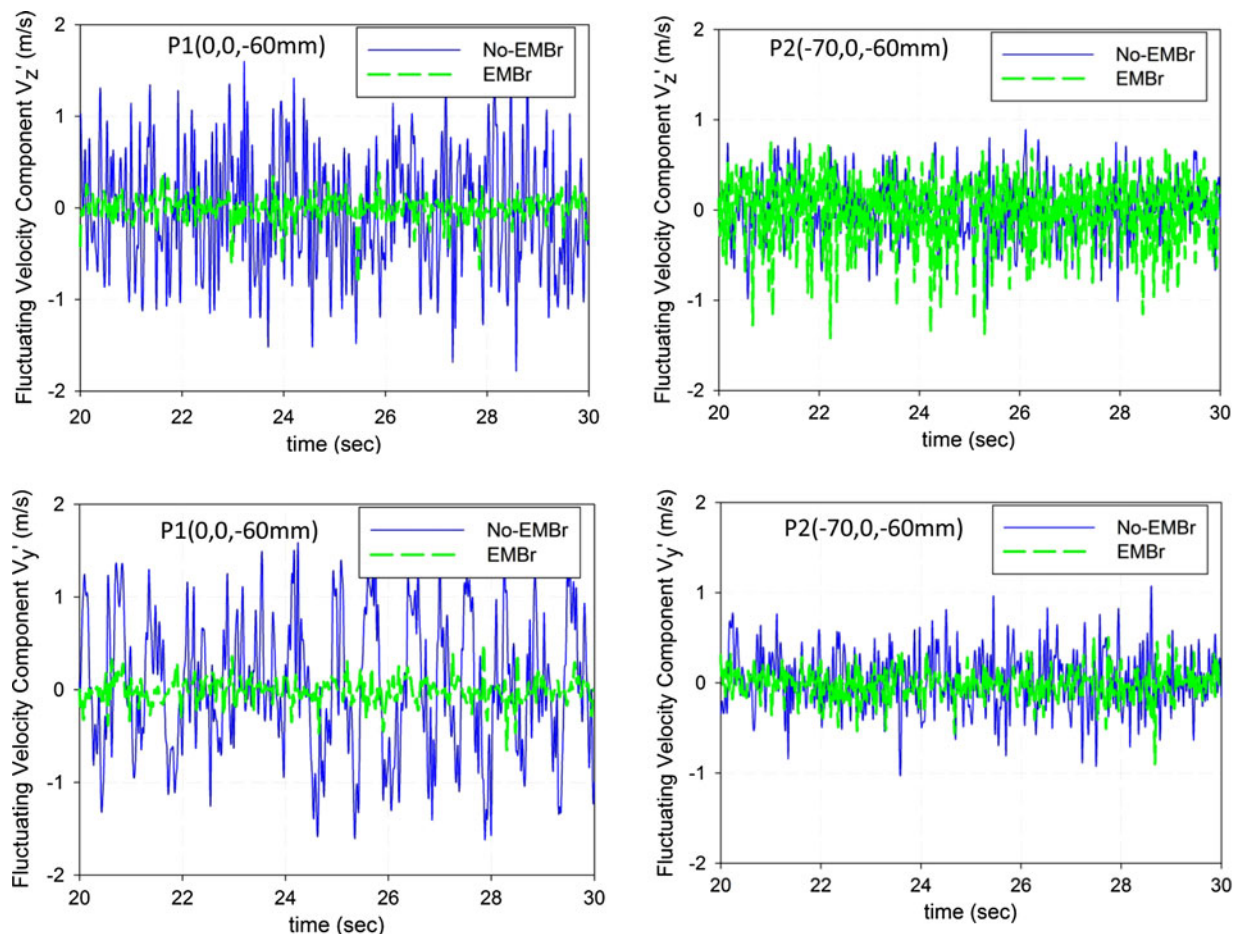 Fluctuating Velocity Component Vz' (m/s)
P1(0,0,-60mm)
No-EMBr
EMBr
2
1
0
-1
-2
20 22 24 26 28 30
time (sec)
Fluctuating Velocity Component Vz' (m/s)
P2(-70,0,-60mm)
No-EMBr
EMBr
2
1
0
-1
-2
20 22 24 26 28 30
time (sec)
Fluctuating Velocity Component Vy' (m/s)
P1(0,0,-60mm)
No-EMBr
EMBr
2
1
0
-1
-2
20 22 24 26 28 30
time (sec)
Fluctuating Velocity Component Vy' (m/s)
P2(-70,0,-60mm)
No-EMBr
EMBr
2
1
0
-1
-2
20 22 24 26 28 30
time (sec)